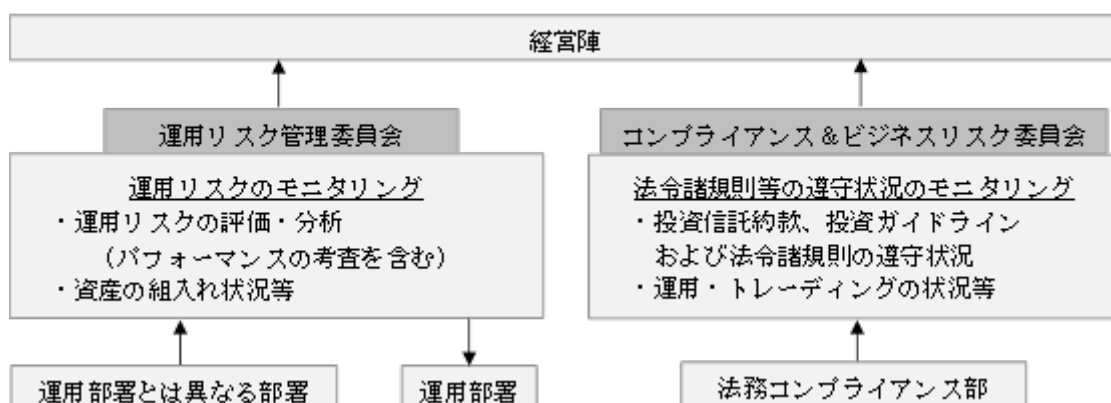 経営陣
運用リスク管理委員会
運用リスクのモニタリング
・運用リスクの評価・分析
（パフォーマンスの考査を含む）
・資産の組入れ状況等
運用部署とは異なる部署
運用部署
コンプライアンス＆ビジネスリスク委員会
法令諸規則等の遵守状況のモニタリング
・投資信託約款、投資ガイドライン
および法令諸規則の遵守状況
・運用・トレーディングの状況等
法務コンプライアンス部